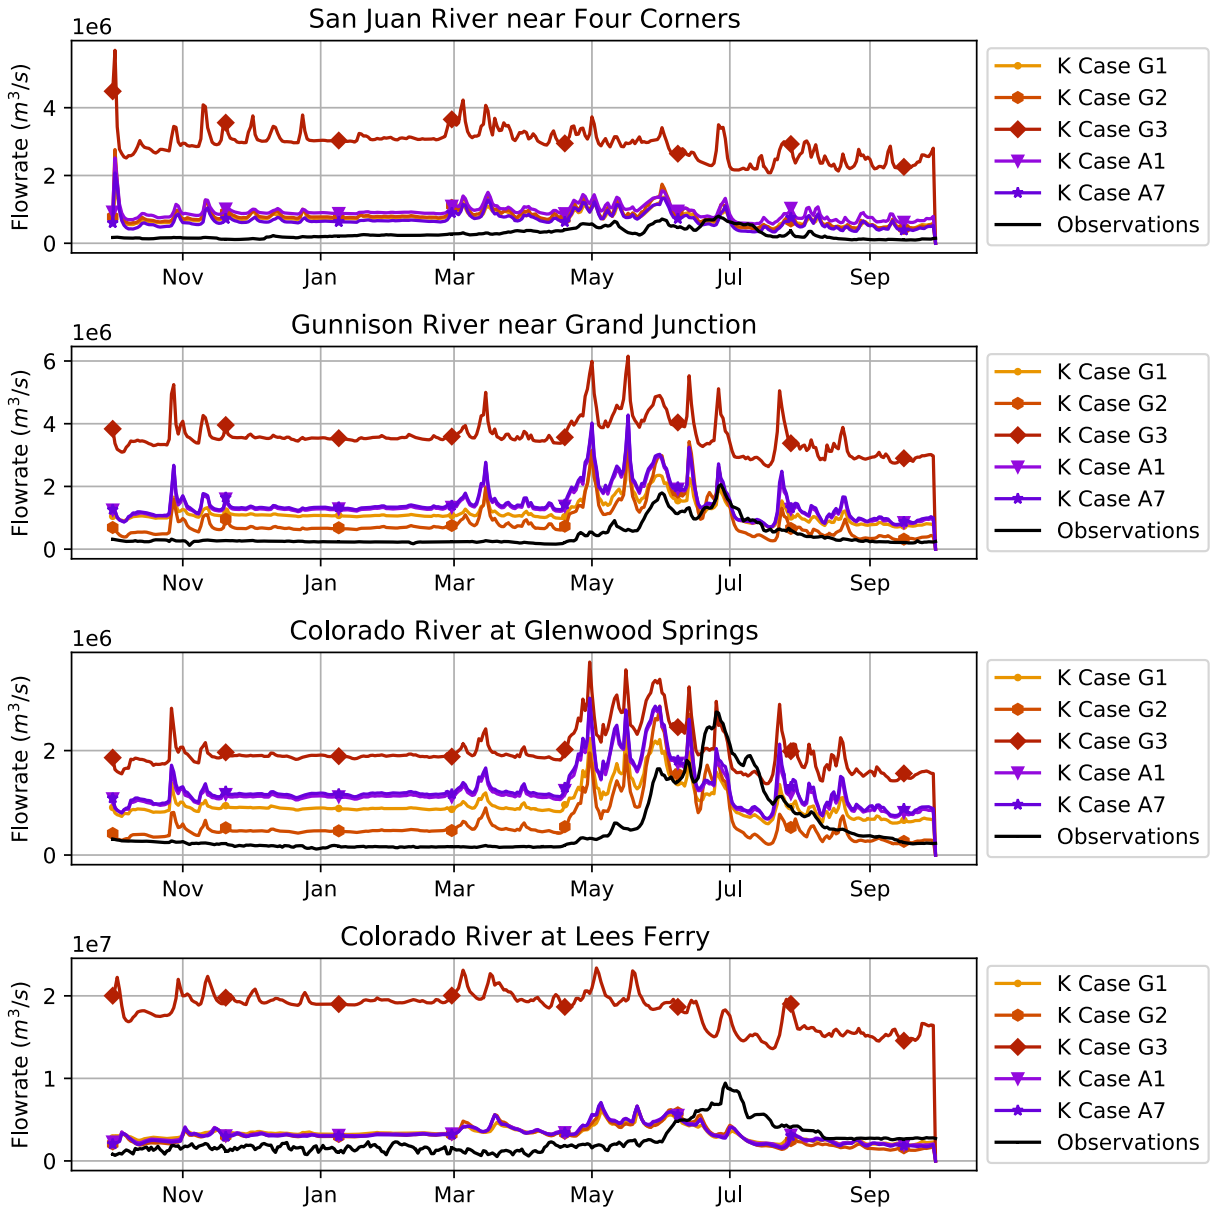 San Juan River near Four Corners
1e6
Flowrate (m³/s)
4
2
0
Nov Jan Mar May Jul Sep
K Case G1
K Case G2
K Case G3
K Case A1
K Case A7
Observations
Gunnison River near Grand Junction
1e6
Flowrate (m³/s)
6
4
2
0
Nov Jan Mar May Jul Sep
K Case G1
K Case G2
K Case G3
K Case A1
K Case A7
Observations
Colorado River at Glenwood Springs
1e6
Flowrate (m³/s)
2
0
Nov Jan Mar May Jul Sep
K Case G1
K Case G2
K Case G3
K Case A1
K Case A7
Observations
Colorado River at Lees Ferry
1e7
Flowrate (m³/s)
2
1
0
Nov Jan Mar May Jul Sep
K Case G1
K Case G2
K Case G3
K Case A1
K Case A7
Observations